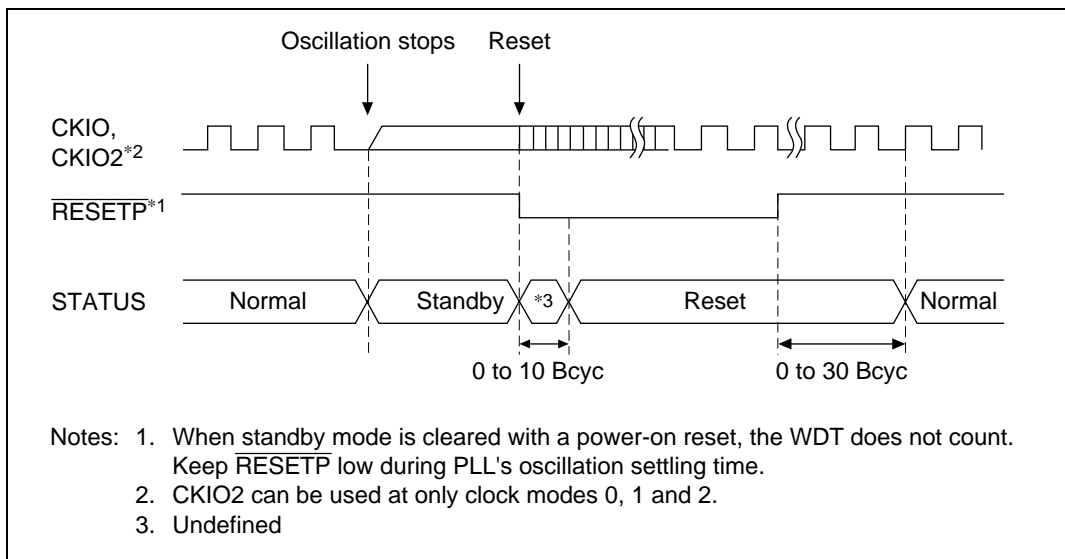 Oscillation stops Reset
CKIO,
CKIO2*2
RESETP*1
STATUS Normal Standby *3 Reset Normal
0 to 10 Bcyc 0 to 30 Bcyc
Notes: 1. When standby mode is cleared with a power-on reset, the WDT does not count.
Keep RESETP low during PLL's oscillation settling time.
2. CKIO2 can be used at only clock modes 0, 1 and 2.
3. Undefined